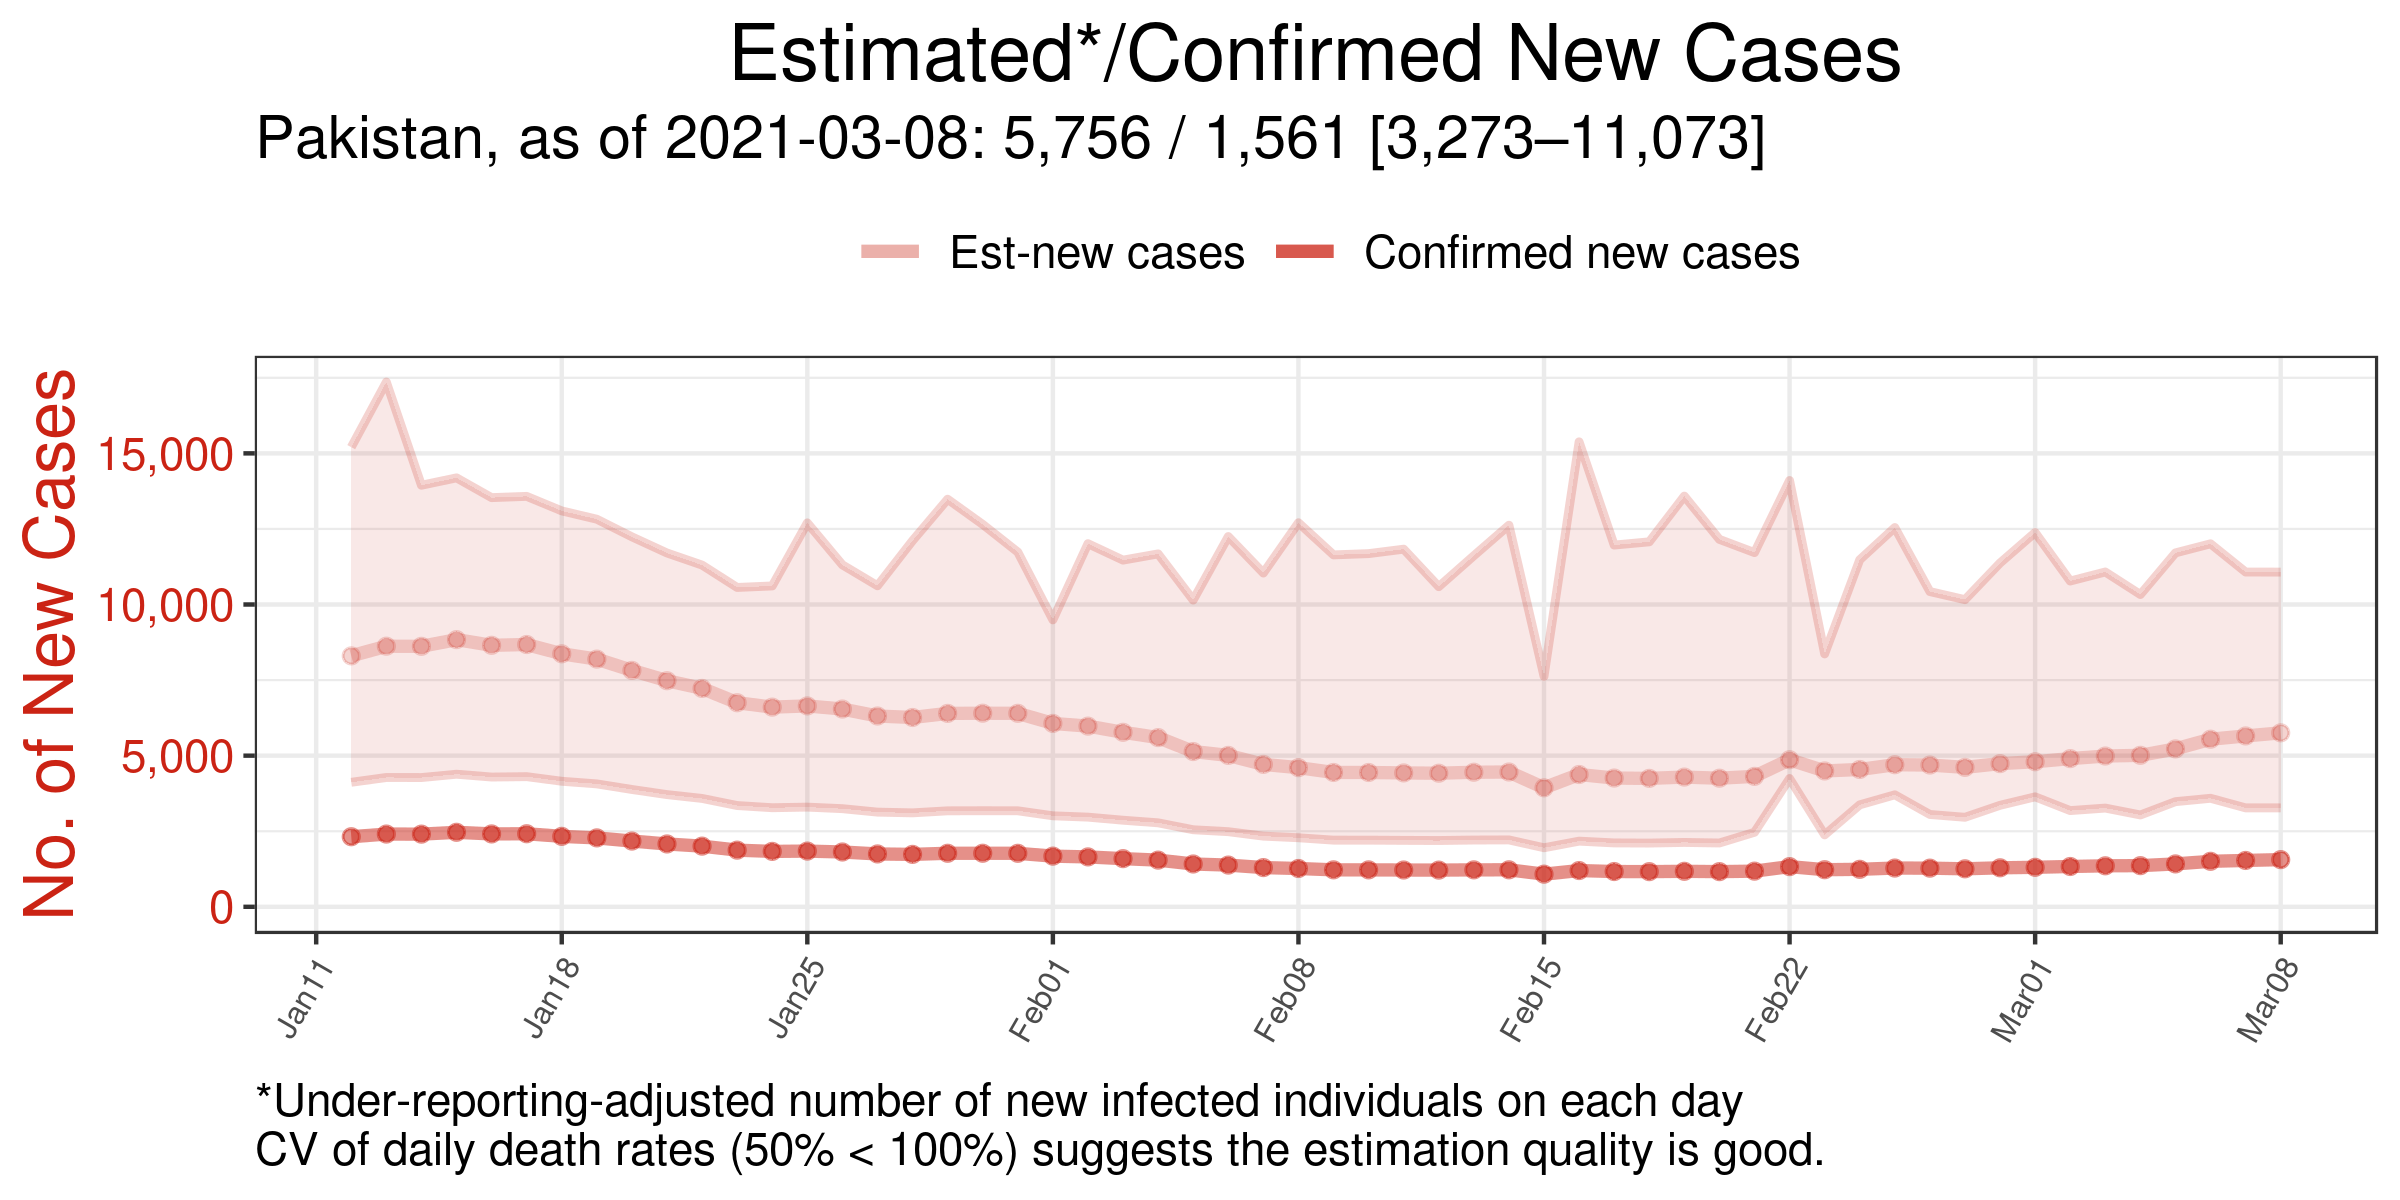 Estimated*/Confirmed New Cases
Pakistan, as of 2021-03-08: 5,756 / 1,561 [3,273–11,073]
Est-new cases
Confirmed new cases
No. of New Cases
15,000
10,000
5,000
0
Jan11
Jan18
Jan25
Feb01
Feb08
Feb15
Feb22
Mar01
Mar08
*Under-reporting-adjusted number of new infected individuals on each day
CV of daily death rates (50% < 100%) suggests the estimation quality is good.